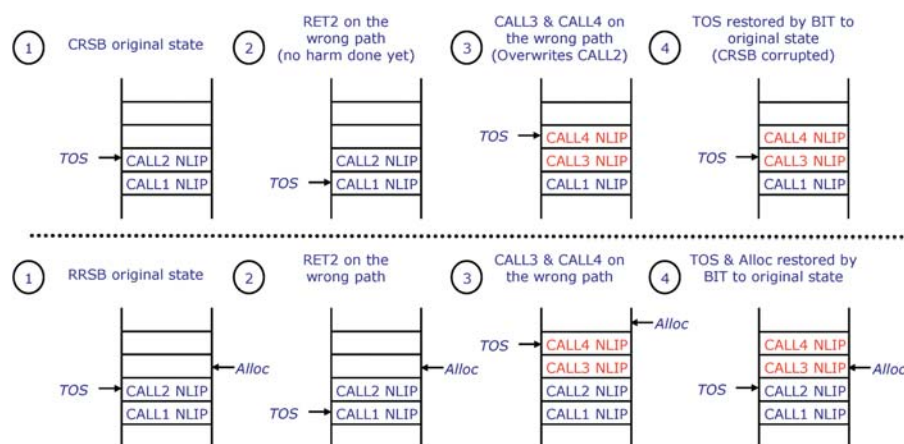 1
CRSB original state
TOS
CALL2 NLIP
CALL1 NLIP
2
RET2 on the
wrong path
(no harm done yet)
CALL2 NLIP
TOS
CALL1 NLIP
3
CALL3 & CALL4 on
the wrong path
(Overwrites CALL2)
TOS
CALL4 NLIP
CALL3 NLIP
CALL1 NLIP
4
TOS restored by BIT to
original state
(CRSB corrupted)
CALL4 NLIP
TOS
CALL3 NLIP
CALL1 NLIP
1
RRSB original state
Alloc
TOS
CALL2 NLIP
CALL1 NLIP
2
RET2 on the
wrong path
Alloc
CALL2 NLIP
TOS
CALL1 NLIP
3
CALL3 & CALL4 on
the wrong path
Alloc
TOS
CALL4 NLIP
CALL3 NLIP
CALL2 NLIP
CALL1 NLIP
4
TOS & Alloc restored by
BIT to original state
CALL4 NLIP
CALL3 NLIP
Alloc
TOS
CALL2 NLIP
CALL1 NLIP